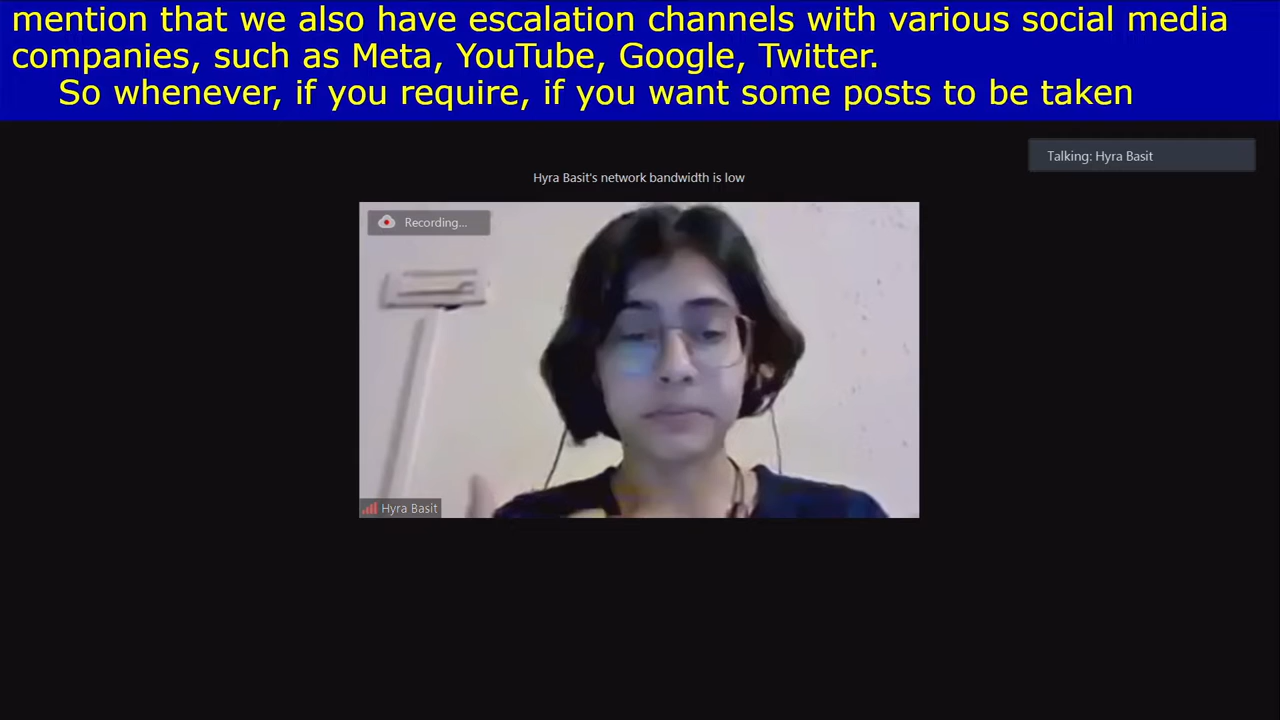 mention that we also have escalation channels with various social media
companies, such as Meta, YouTube, Google, Twitter.
So whenever, if you require, if you want some posts to be taken
Talking: Hyra Basit
Hyra Basit's network bandwidth is low
Recording...
Hyra Basit